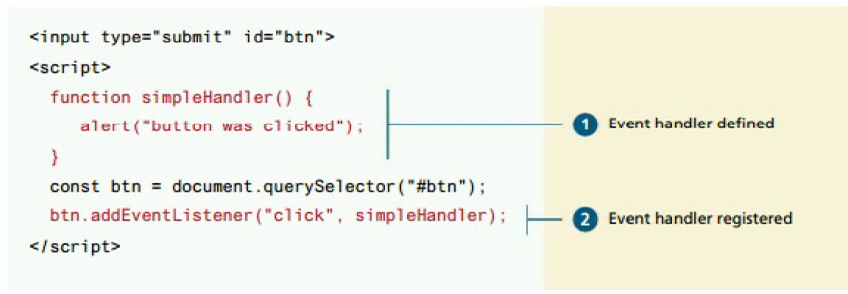 <input type="submit" id="btn">
<script>
function simpleHandler() {
alert("button was clicked");
}
const btn = document.querySelector("#btn");
btn.addEventListener("click", simpleHandler);
</script>
1 Event handler defined
2 Event handler registered